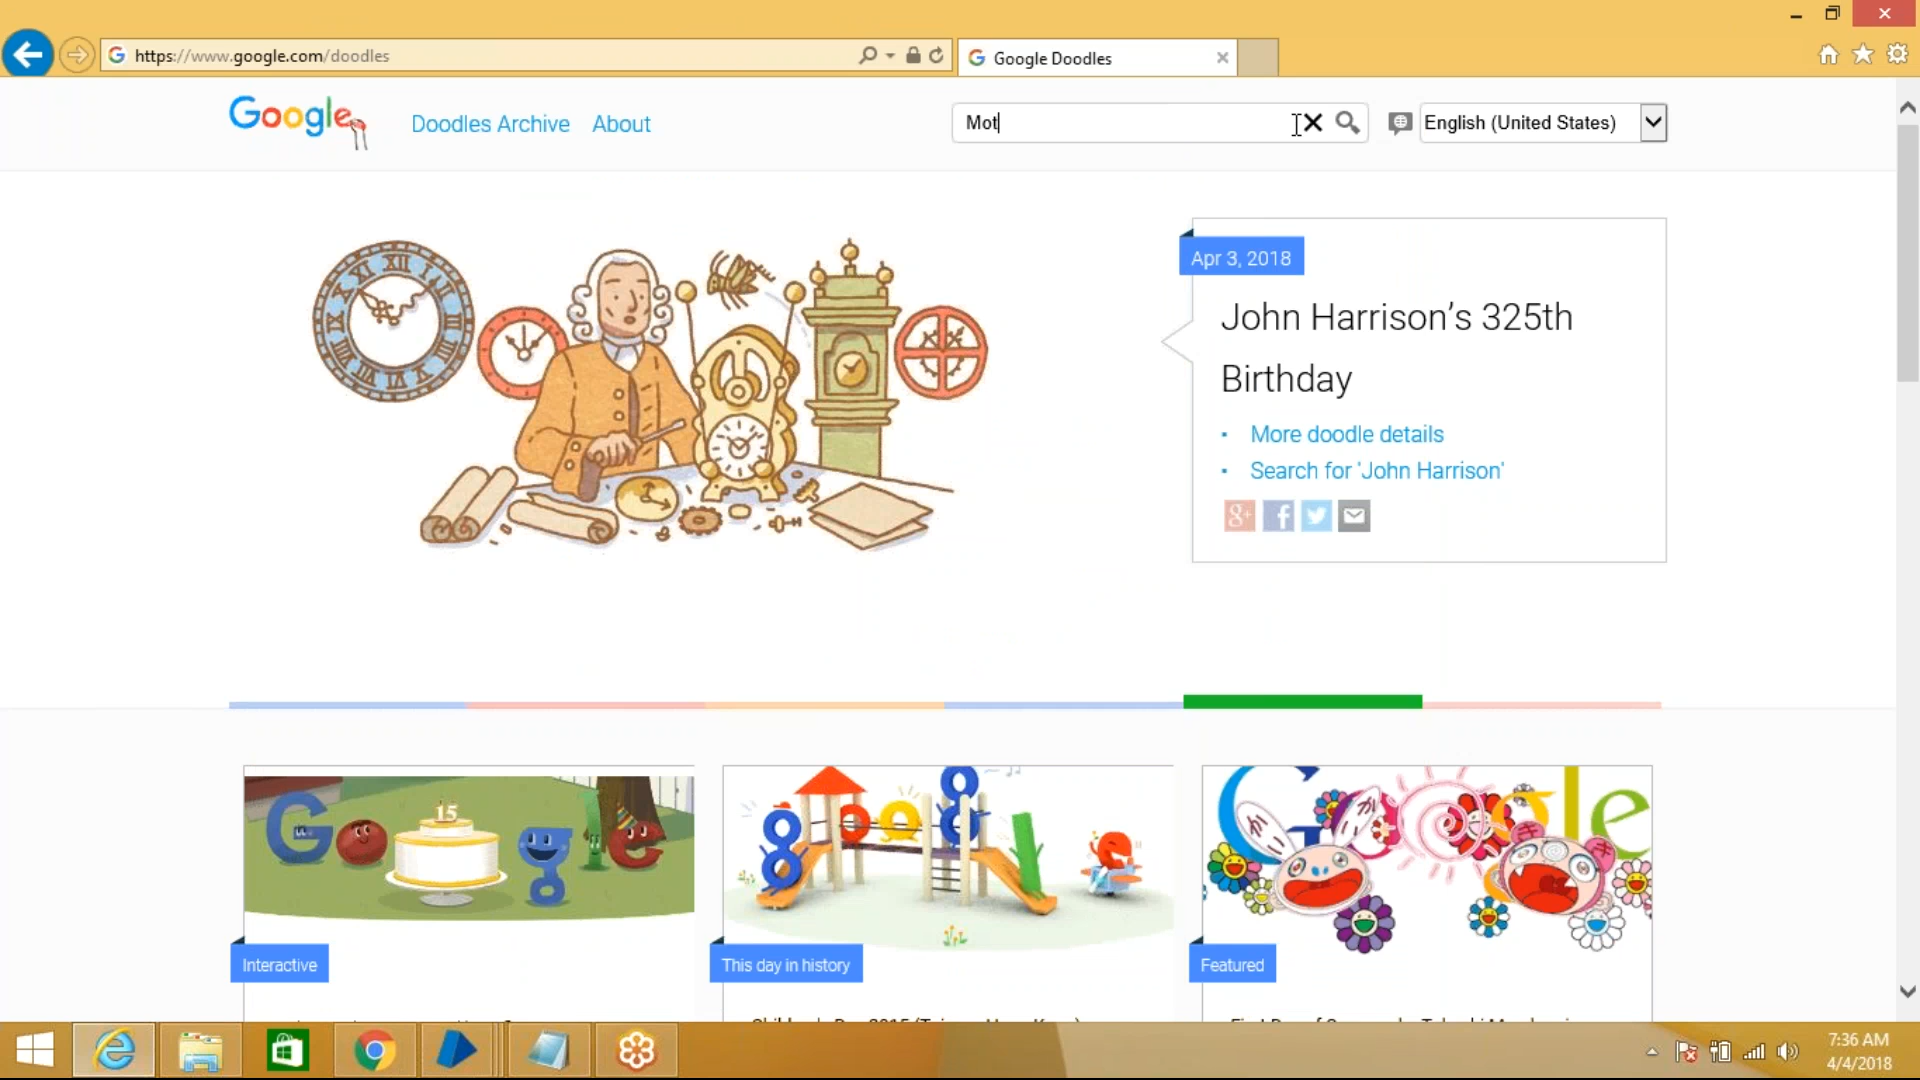 https://www.google.com/doodles
Google Doodles
Google
Doodles Archive
About
Mot
English (United States)
XII
Apr 3, 2018
John Harrison’s 325th
Birthday
More doodle details
Search for 'John Harrison'
g+
f
15
Interactive
This day in history
Featured
7:36 AM
4/4/2018